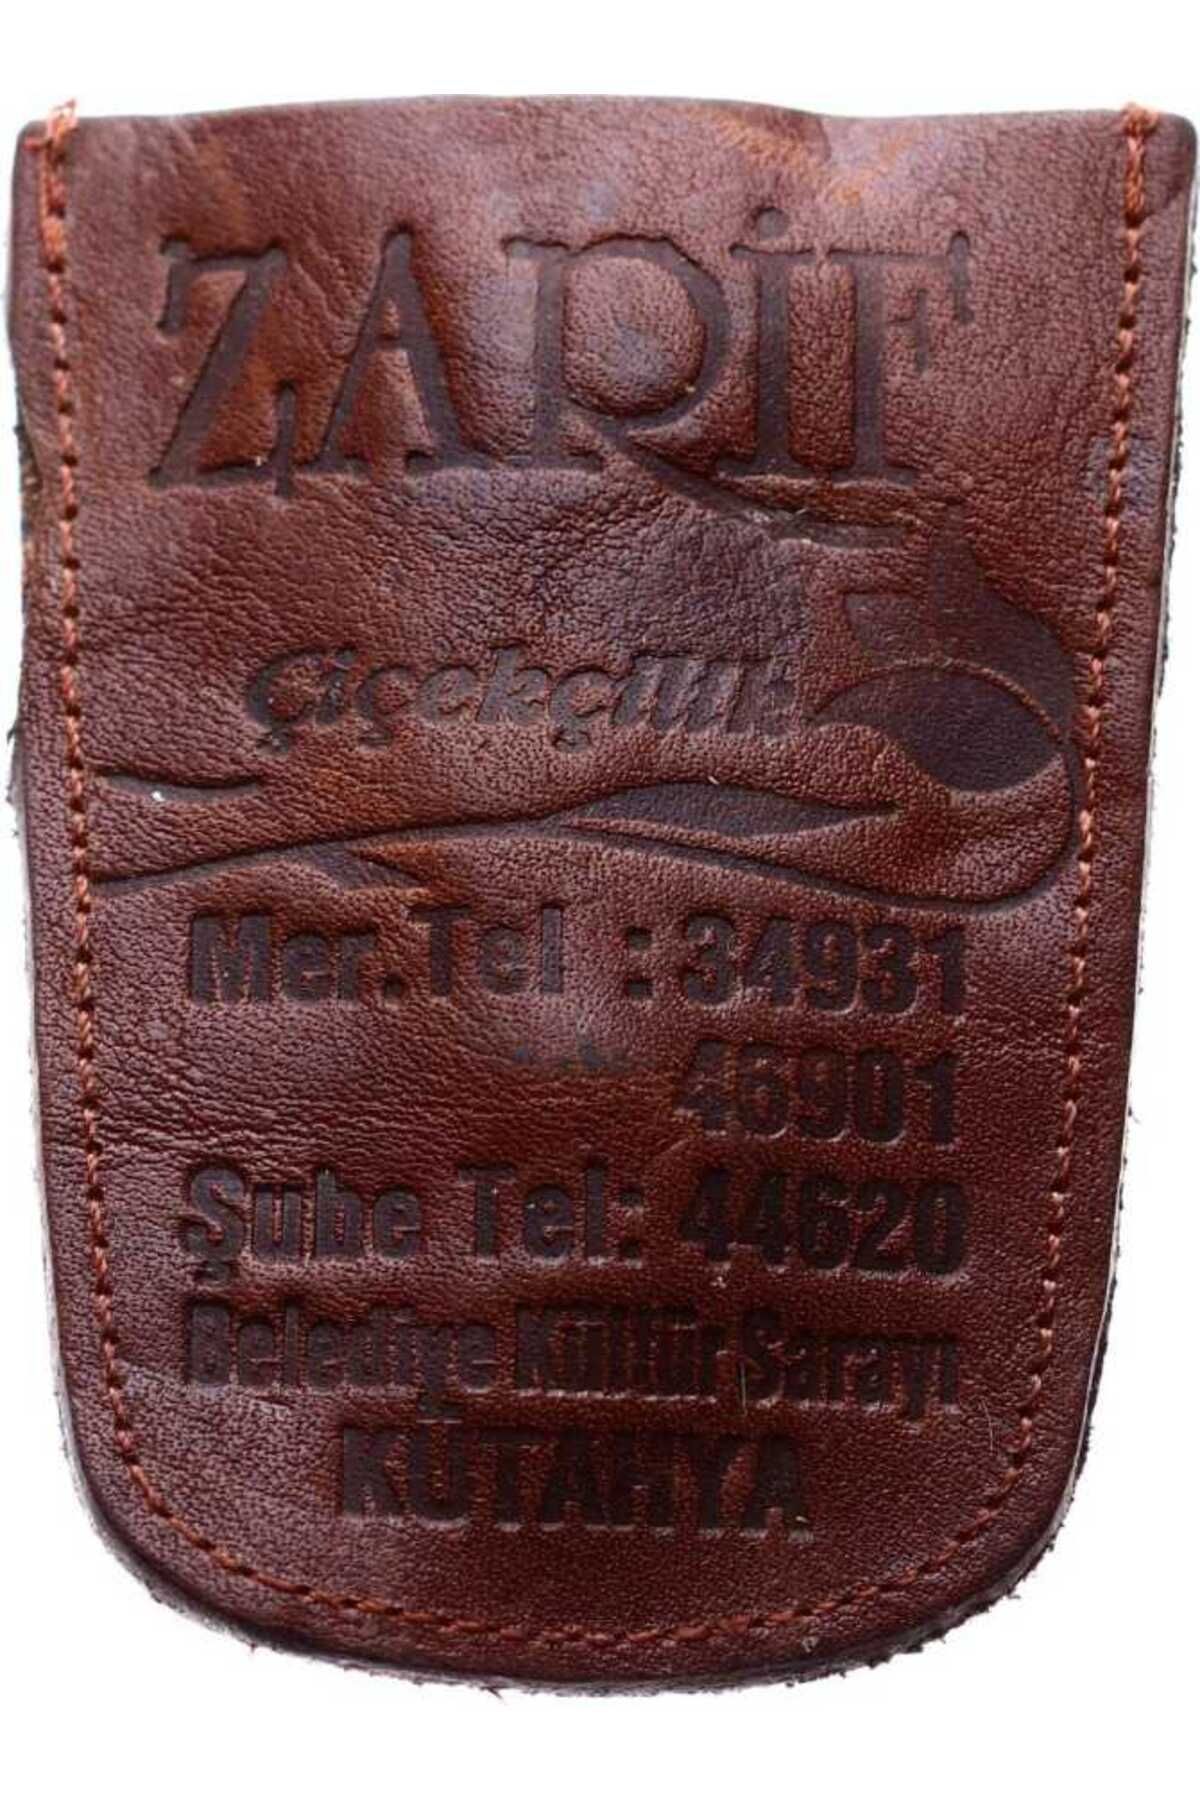 ZARİF
Çiçekçilik
Mer.Tel : 34931
46901
Şube Tel: 44620
Belediye Kültür Sarayı
KÜTAHYA